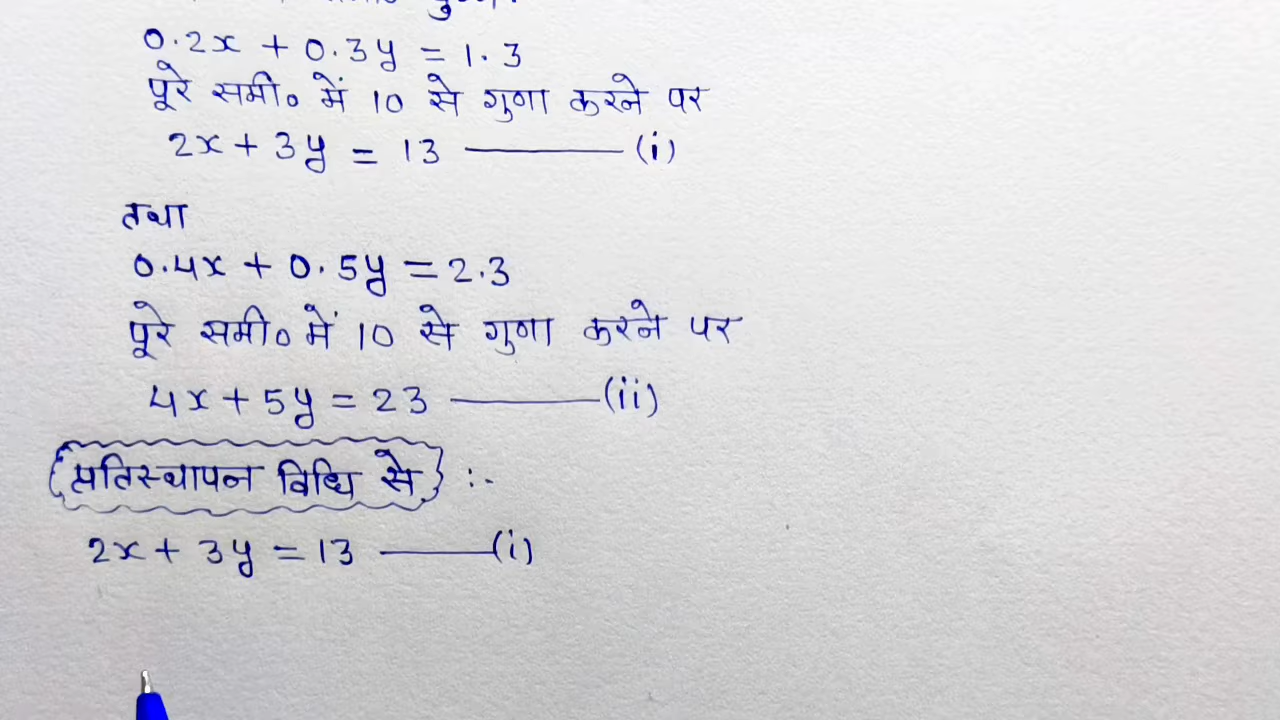 0.2x + 0.3y = 1.3
पूरे समी० में 10 से गुणा करने पर
2x + 3y = 13 ——— (i)
तथा
0.4x + 0.5y = 2.3
पूरे समी० में 10 से गुणा करने पर
4x + 5y = 23 ——— (ii)
प्रतिस्थापन विधि से :-
2x + 3y = 13 ——— (i)